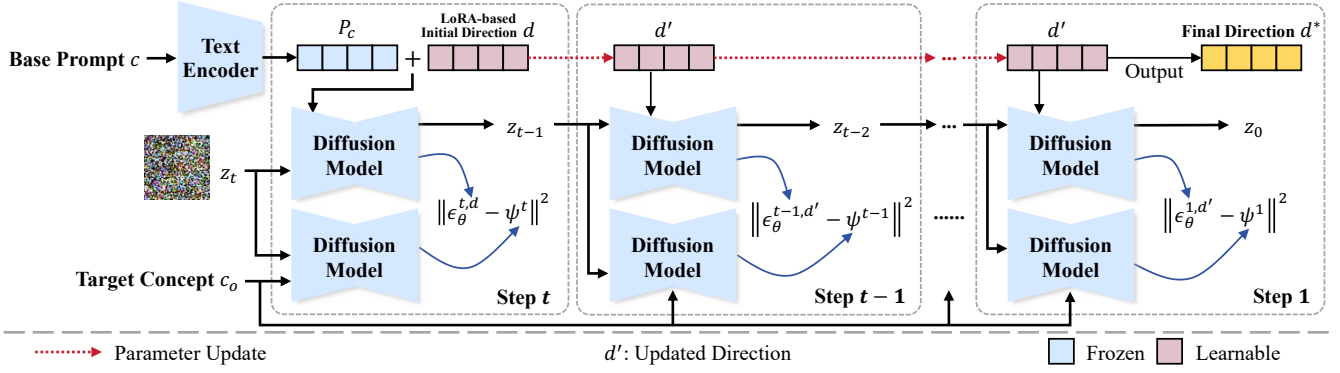 Base Prompt c
Text
Encoder
P_c
+
LoRA-based
Initial Direction d
d′
...
d′
Output
Final Direction d*
Diffusion
Model
z_{t−1}
Diffusion
Model
z_{t−2}
...
Diffusion
Model
z_0
z_t
‖ϵ_θ^{t,d} − ψ^t‖²
‖ϵ_θ^{t−1,d′} − ψ^{t−1}‖²
......
‖ϵ_θ^{1,d′} − ψ^1‖²
Diffusion
Model
Diffusion
Model
Diffusion
Model
Target Concept c_o
Step t
Step t − 1
...
Step 1
Parameter Update
d′: Updated Direction
Frozen
Learnable